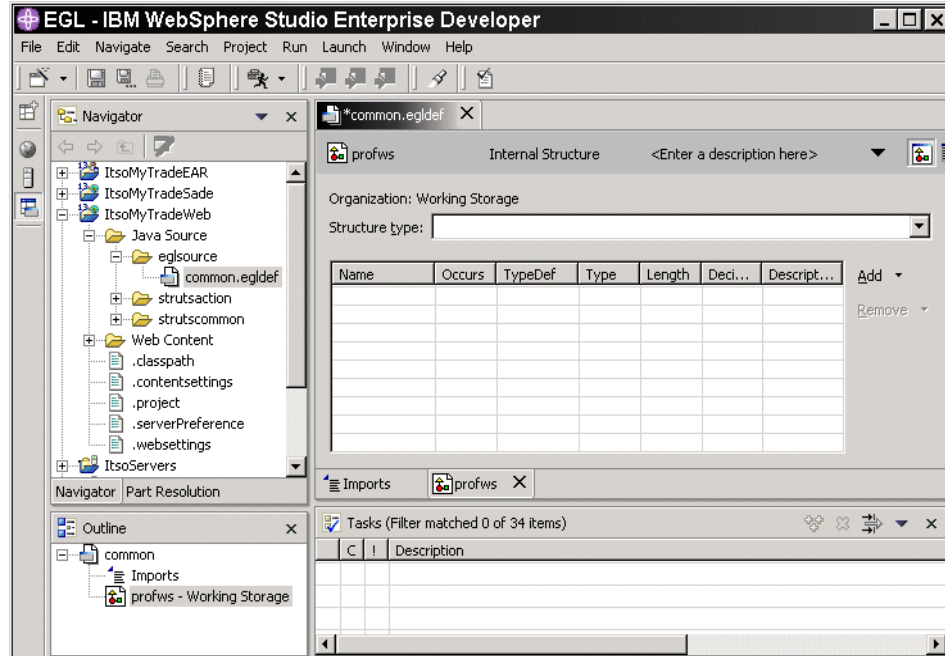 EGL - IBM WebSphere Studio Enterprise Developer
File Edit Navigate Search Project Run Launch Window Help
Navigator
ItsoMyTradeEAR
ItsoMyTradeSade
ItsoMyTradeWeb
Java Source
eglsource
common.egldef
strutsaction
strutscommon
Web Content
.classpath
.contentsettings
.project
.serverPreference
.websettings
ItsoServers
Navigator Part Resolution
Outline
common
Imports
profws - Working Storage
*common.egldef
profws Internal Structure <Enter a description here>
Organization: Working Storage
Structure type:
Name Occurs TypeDef Type Length Deci... Descript...
Add
Remove
Imports profws
Tasks (Filter matched 0 of 34 items)
C ! Description